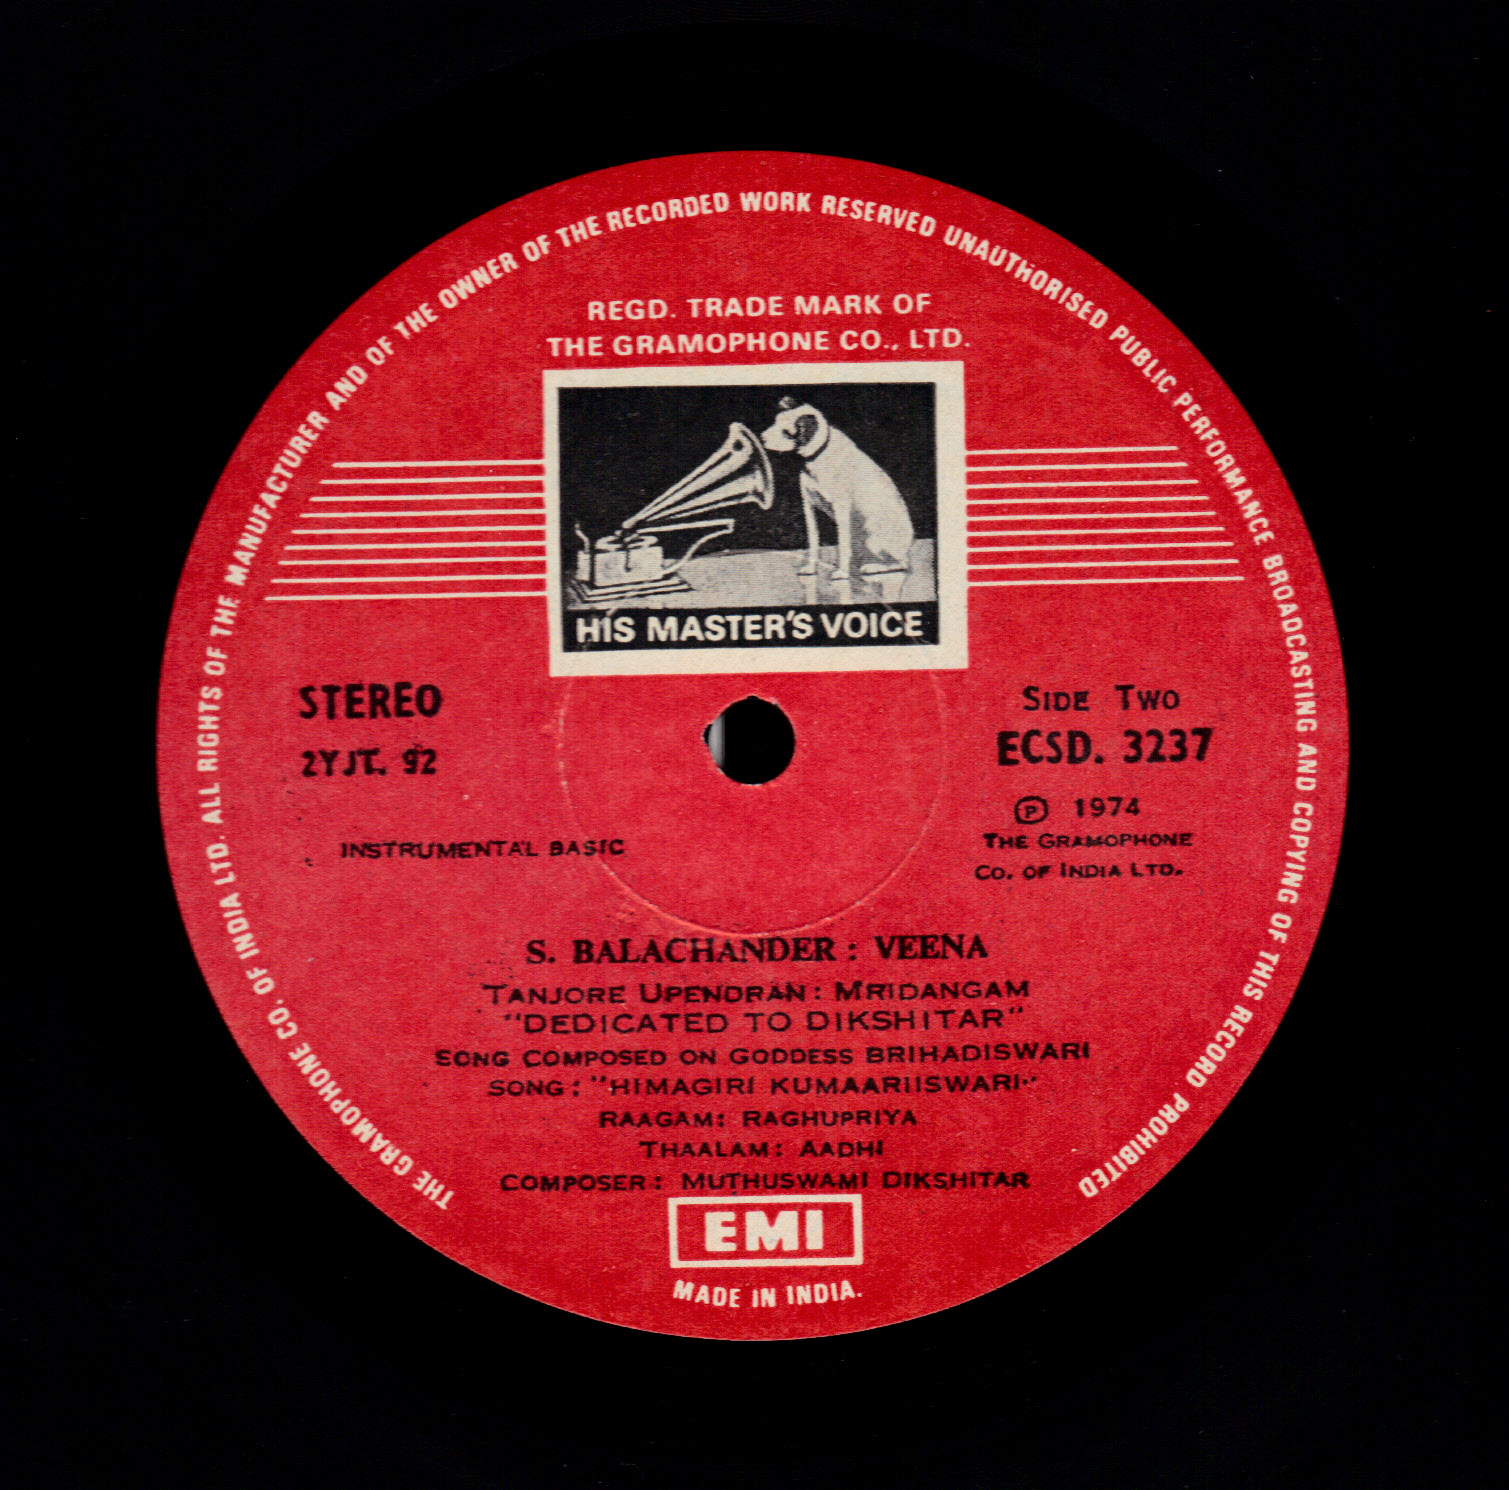 THE GRAMOPHONE CO. OF INDIA LTD. ALL RIGHTS OF THE MANUFACTURER AND OF THE OWNER OF THE RECORDED WORK RESERVED UNAUTHORISED PUBLIC PERFORMANCE BROADCASTING AND COPYING OF THIS RECORD PROHIBITED
REGD. TRADE MARK OF
THE GRAMOPHONE CO., LTD.
HIS MASTER'S VOICE
STEREO
2YJT. 92
SIDE TWO
ECSD. 3237
℗ 1974
THE GRAMOPHONE
CO. OF INDIA LTD.
INSTRUMENTAL BASIC
S. BALACHANDER : VEENA
TANJORE UPENDRAN : MRIDANGAM
"DEDICATED TO DIKSHITAR"
SONG COMPOSED ON GODDESS BRIHADISWARI
SONG : "HIMAGIRI KUMAARIISWARI."
RAAGAM: RAGHUPRIYA
THAALAM: AADHI
COMPOSER : MUTHUSWAMI DIKSHITAR
EMI
MADE IN INDIA.